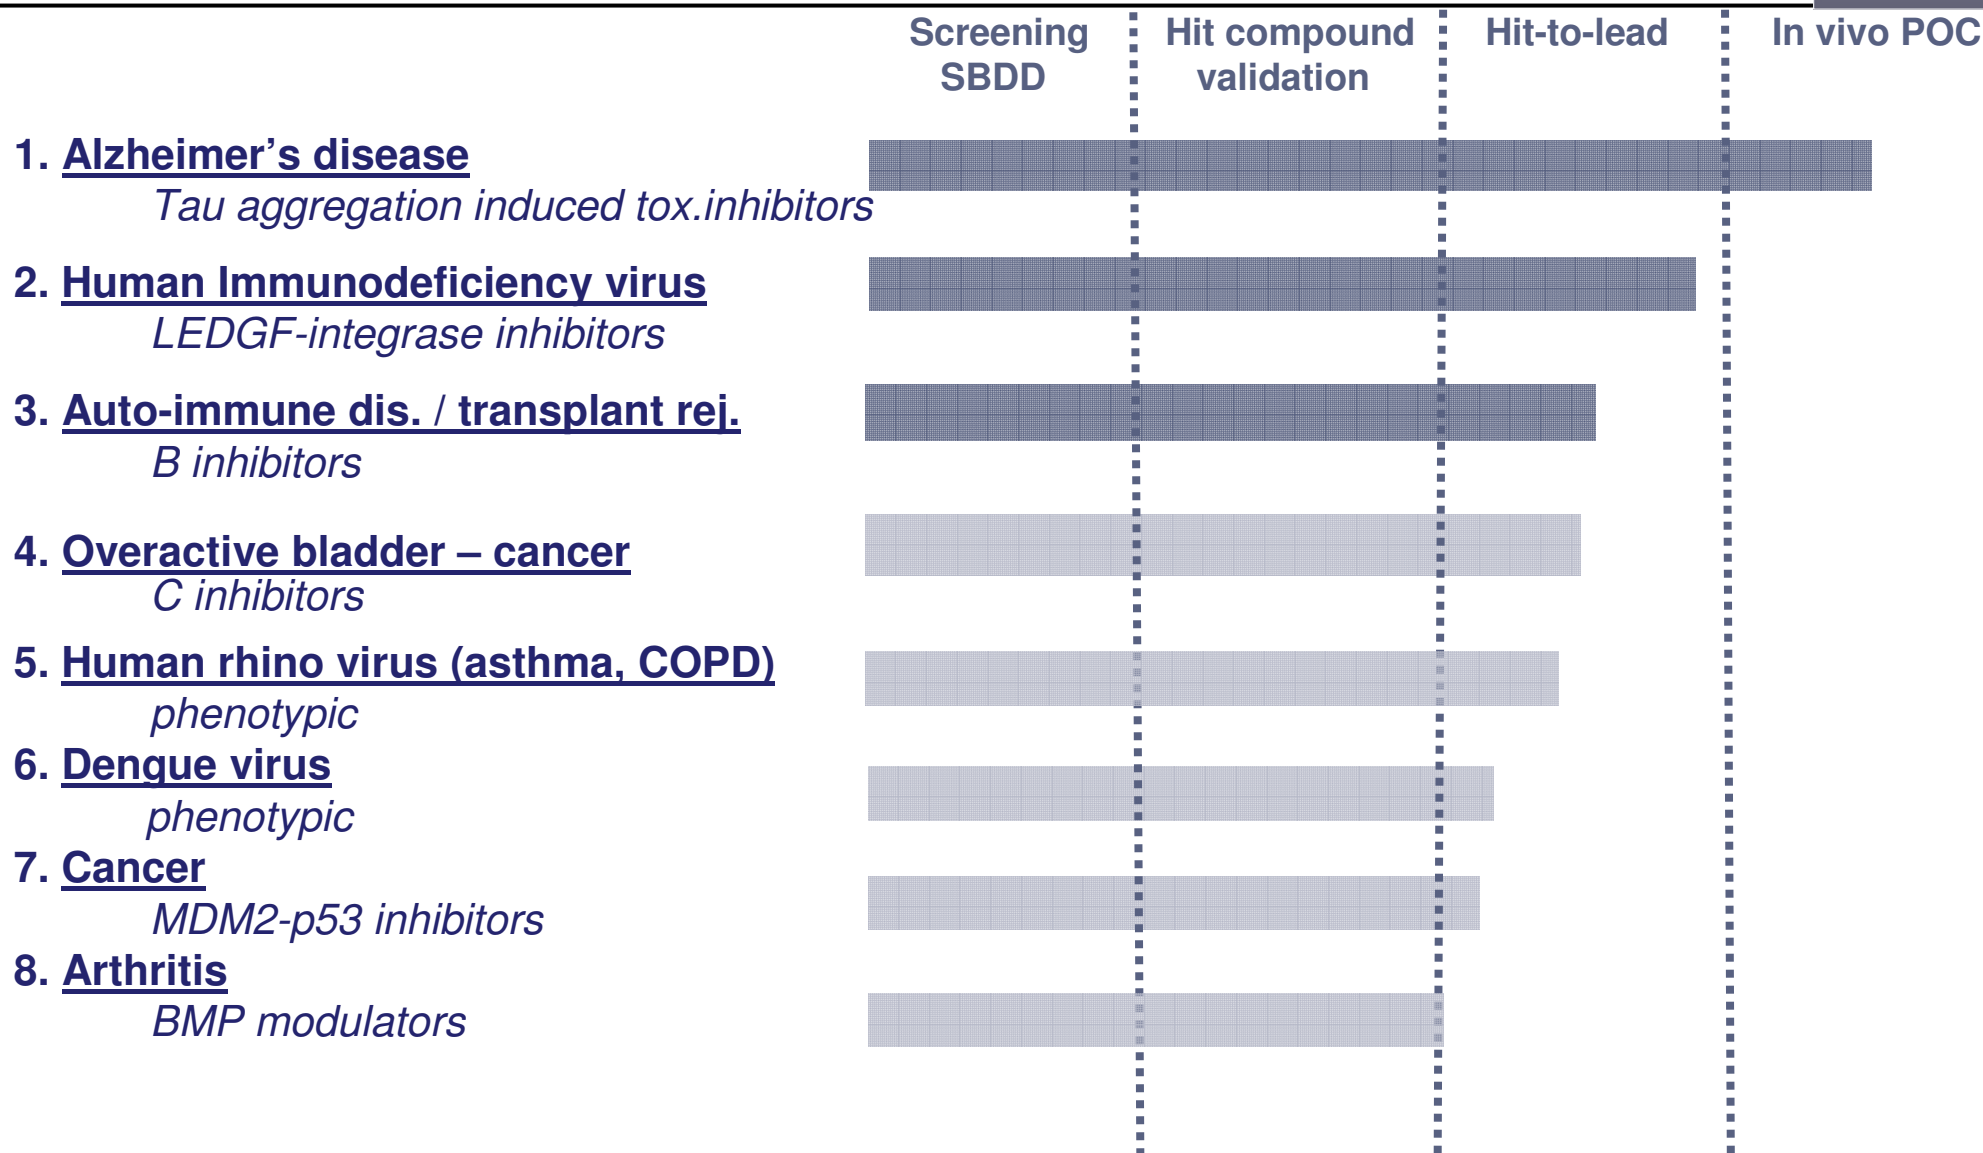 Screening SBDD
Hit compound validation
Hit-to-lead
In vivo POC
1. Alzheimer's disease
Tau aggregation induced tox.inhibitors
2. Human Immunodeficiency virus
LEDGF-integrase inhibitors
3. Auto-immune dis. / transplant rej.
B inhibitors
4. Overactive bladder – cancer
C inhibitors
5. Human rhino virus (asthma, COPD)
phenotypic
6. Dengue virus
phenotypic
7. Cancer
MDM2-p53 inhibitors
8. Arthritis
BMP modulators